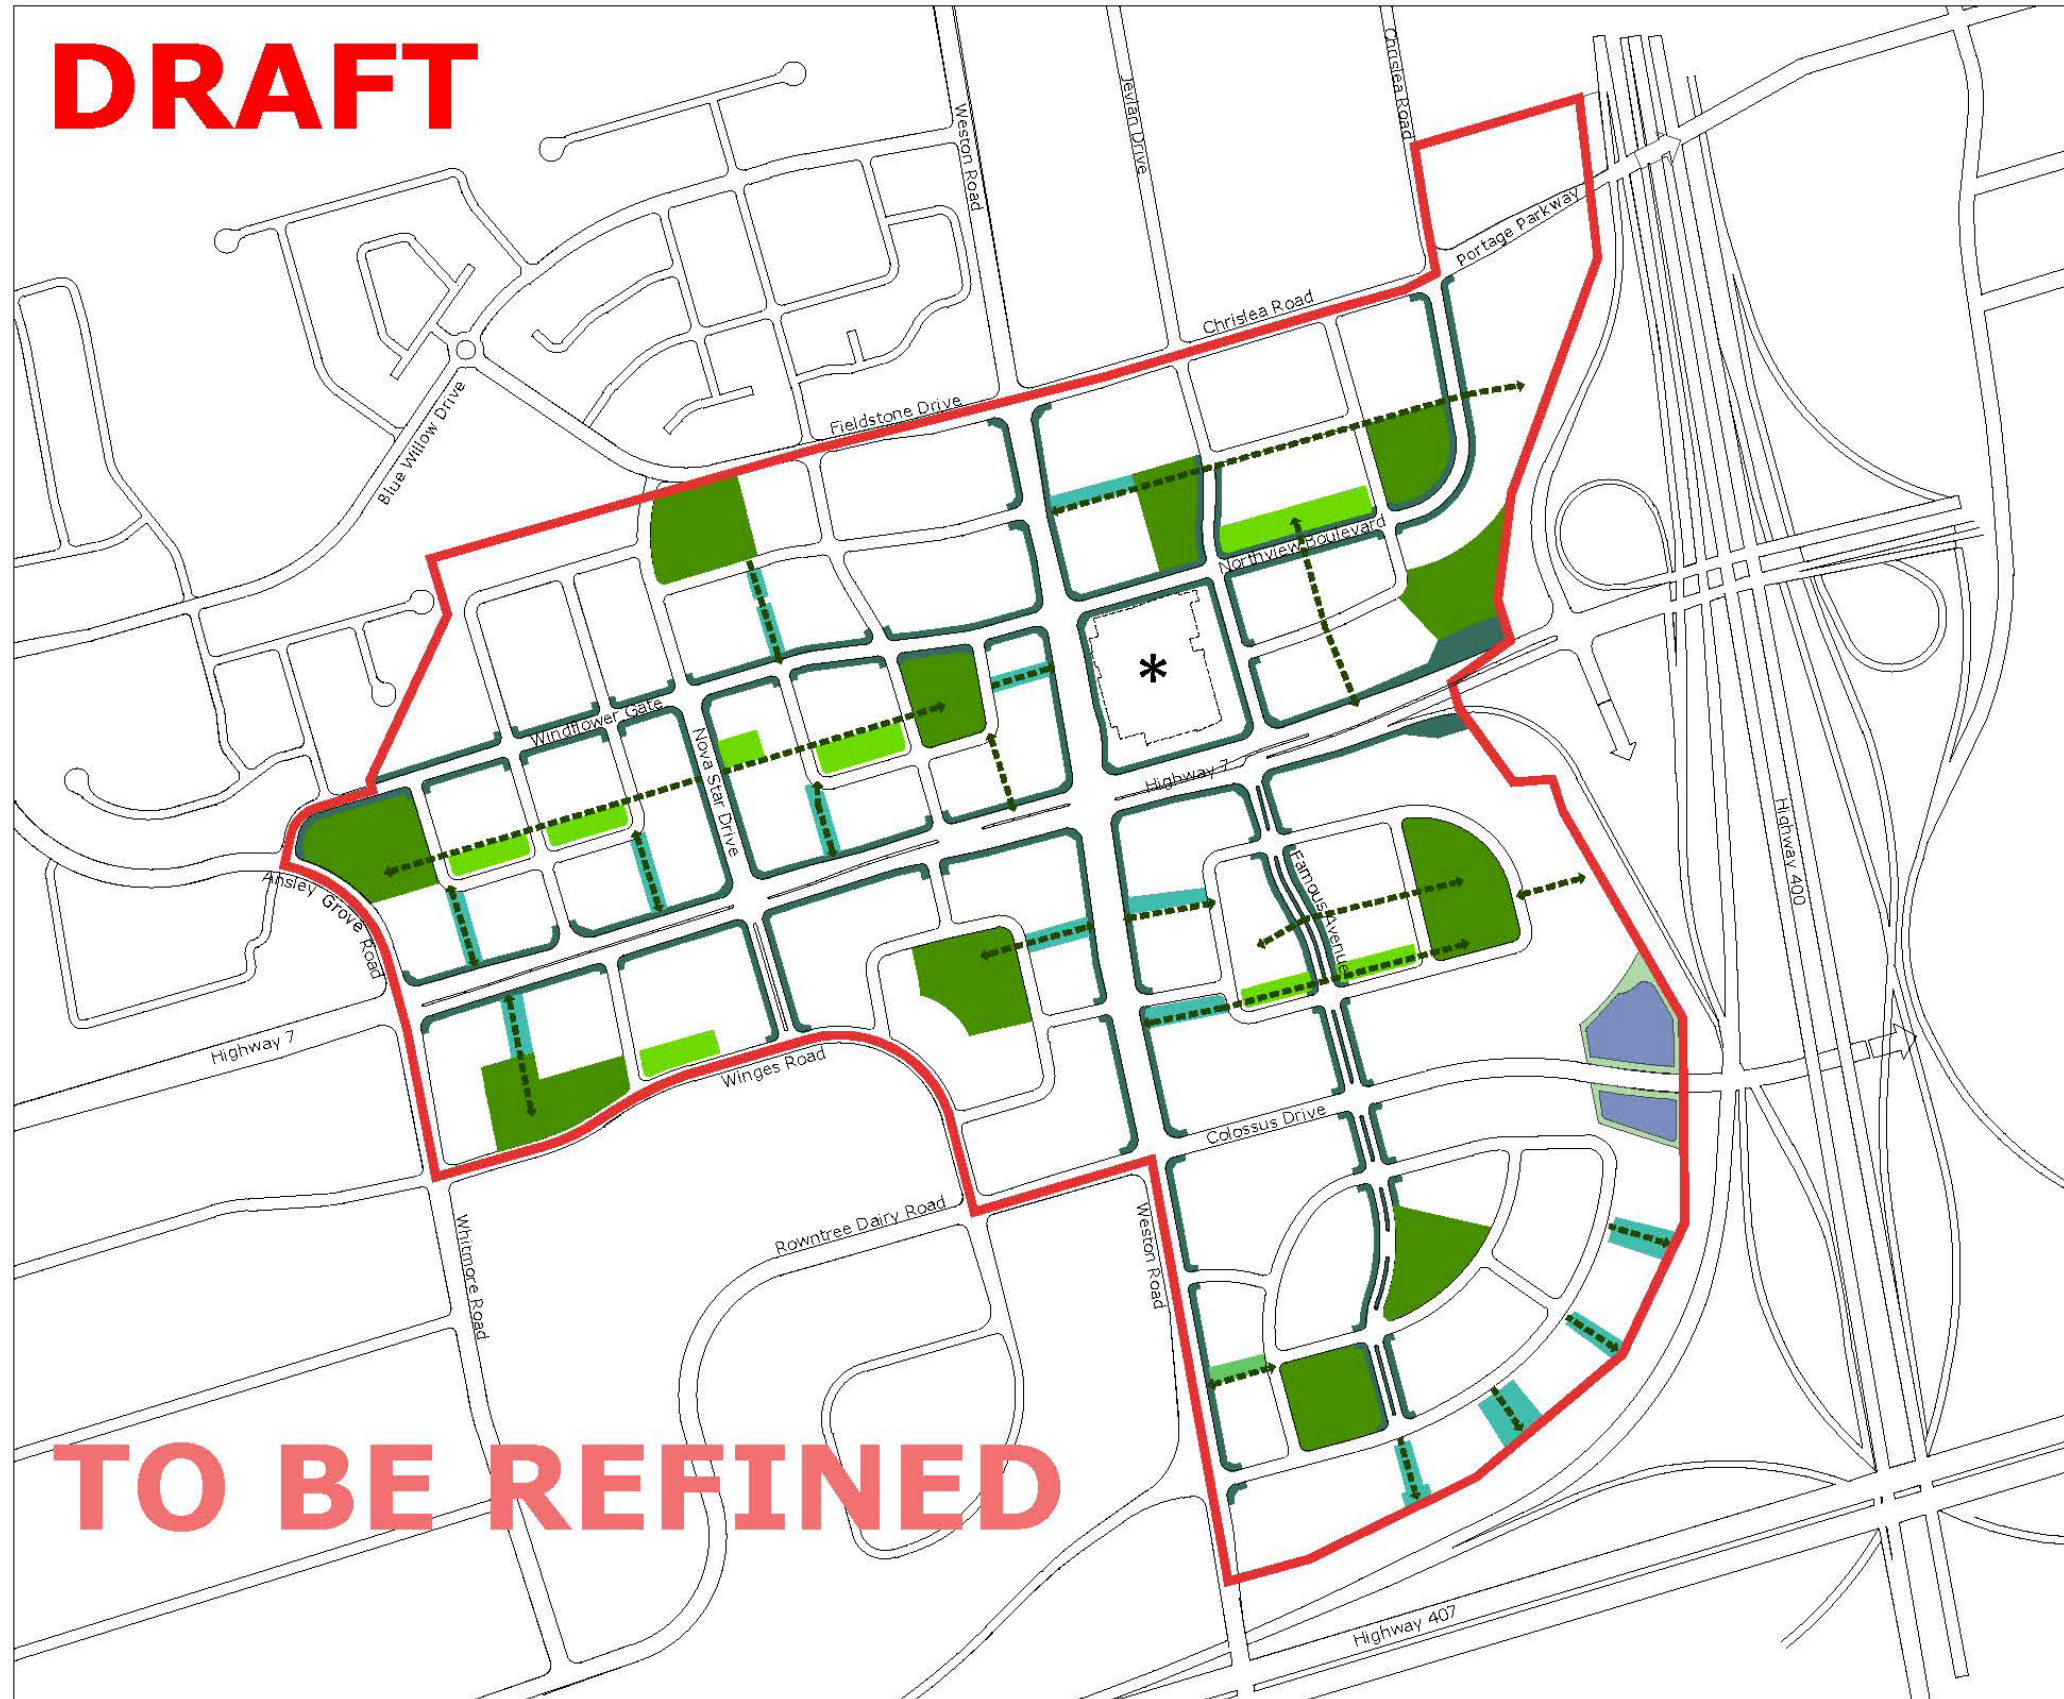 DRAFT
Chrislea Road
Jevlan Drive
Weston Road
Portage Parkway
Chrislea Road
Fieldstone Drive
Blue Willow Drive
Northview Boulevard
*
Windflower Gate
Nova Star Drive
Highway 7
Highway 400
Famous Avenue
Ansley Grove Road
Highway 7
Winges Road
Colossus Drive
Rowntree Dairy Road
Weston Road
Whitmore Road
TO BE REFINED
Highway 407